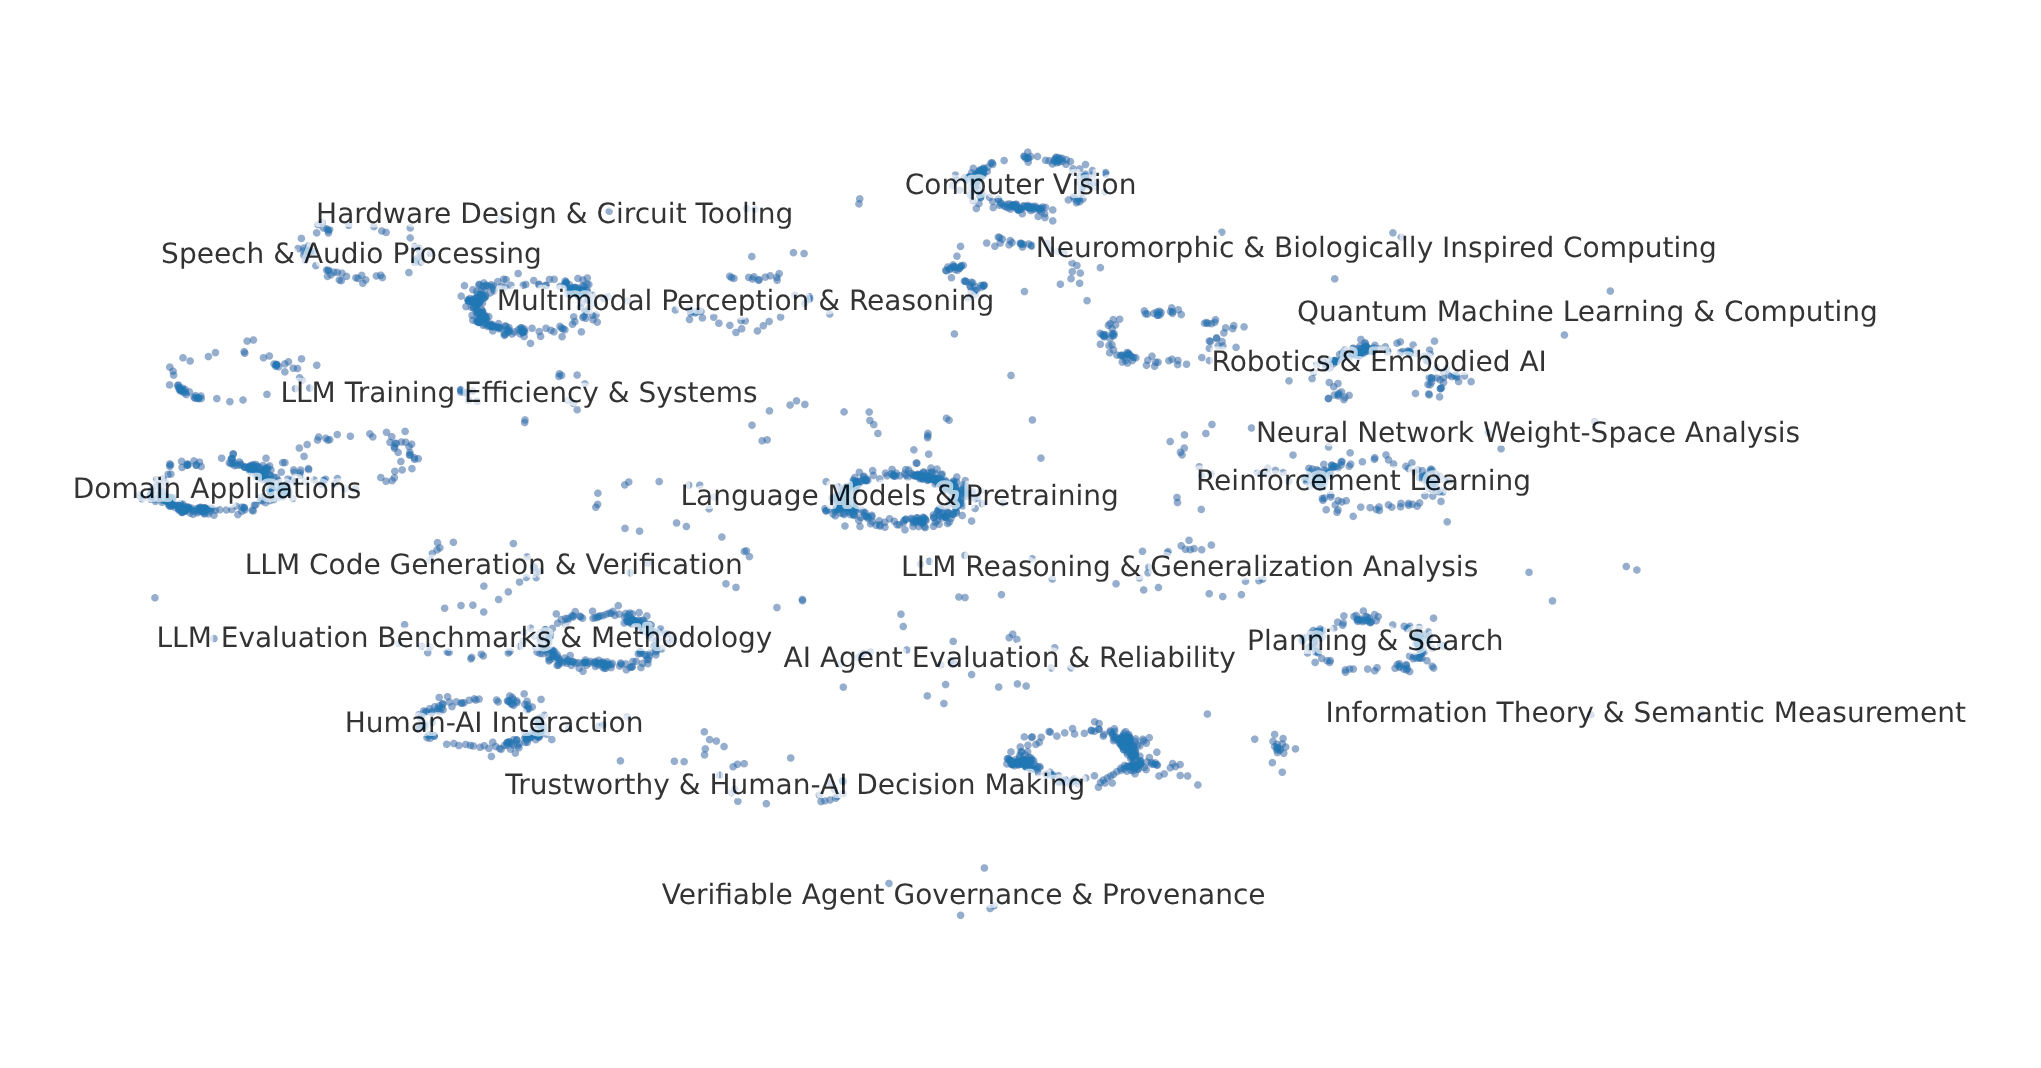 Computer Vision
Hardware Design & Circuit Tooling
Speech & Audio Processing
Neuromorphic & Biologically Inspired Computing
Multimodal Perception & Reasoning
Quantum Machine Learning & Computing
Robotics & Embodied AI
LLM Training Efficiency & Systems
Neural Network Weight-Space Analysis
Reinforcement Learning
Domain Applications
Language Models & Pretraining
LLM Code Generation & Verification
LLM Reasoning & Generalization Analysis
LLM Evaluation Benchmarks & Methodology
Planning & Search
AI Agent Evaluation & Reliability
Information Theory & Semantic Measurement
Human-AI Interaction
Trustworthy & Human-AI Decision Making
Verifiable Agent Governance & Provenance